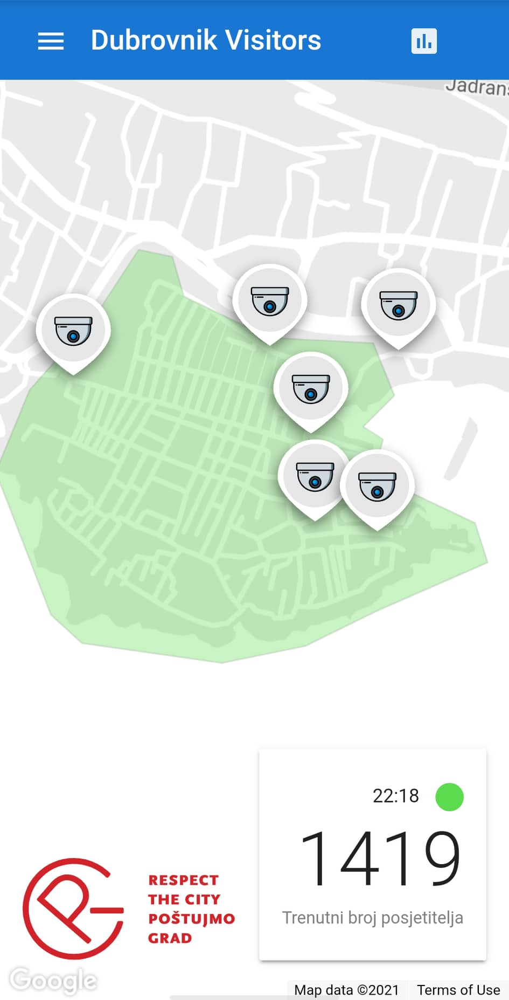 Dubrovnik Visitors
22:18
1419
Trenutni broj posjetitelja
RESPECT
THE CITY
POŠTUJMO
GRAD
Google
Map data ©2021
Terms of Use